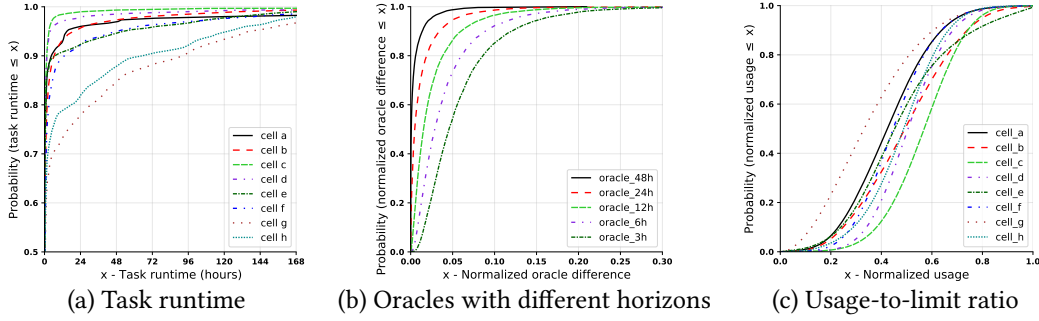 Probability (task runtime ≤ x)
1.0
0.9
0.8
0.7
0.6
0.5
0 24 48 72 96 120 144 168
x - Task runtime (hours)
cell a
cell b
cell c
cell d
cell e
cell f
cell g
cell h
(a) Task runtime
Probability (normalized oracle difference ≤ x)
1.0
0.8
0.6
0.4
0.2
0.0
0.00 0.05 0.10 0.15 0.20 0.25 0.30
x - Normalized oracle difference
oracle_48h
oracle_24h
oracle_12h
oracle_6h
oracle_3h
(b) Oracles with different horizons
Probability (normalized usage ≤ x)
1.0
0.8
0.6
0.4
0.2
0.0
0.0 0.2 0.4 0.6 0.8 1.0
x - Normalized usage
cell_a
cell_b
cell_c
cell_d
cell_e
cell_f
cell_g
cell_h
(c) Usage-to-limit ratio